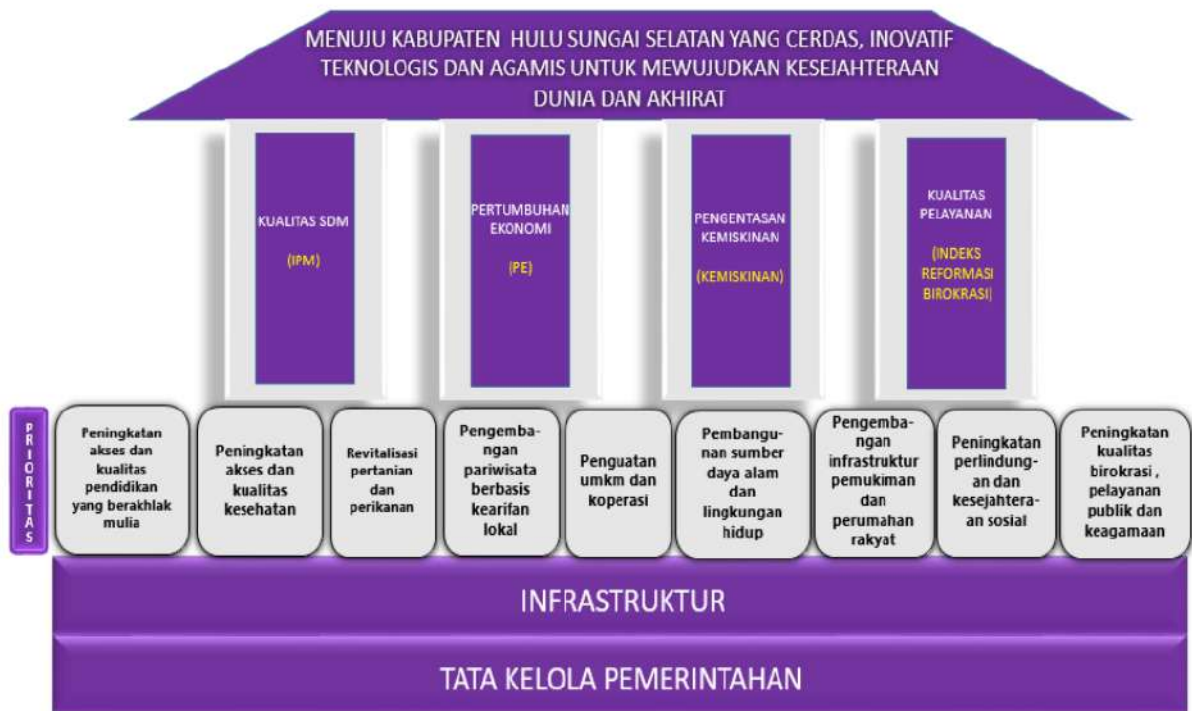 MENUJU KABUPATEN HULU SUNGAI SELATAN YANG CERDAS, INOVATIF
TEKNOLOGIS DAN AGAMIS UNTUK MEWUJUDKAN KESEJAHTERAAN
DUNIA DAN AKHIRAT
KUALITAS SDM
(IPM)
PERTUMBUHAN
EKONOMI
(PE)
PENGENTASAN
KEMISKINAN
(KEMISKINAN)
KUALITAS
PELAYANAN
(INDEKS
REFORMASI
BIROKRASI)
PRIORITAS
Peningkatan
akses dan
kualitas
pendidikan
yang berakhlak
mulia
Peningkatan
akses dan
kualitas
kesehatan
Revitalisasi
pertanian
dan
perikanan
Pengemba-
ngan
pariwisata
berbasis
kearifan
lokal
Penguatan
umkm dan
koperasi
Pembangu-
nan sumber
daya alam
dan
lingkungan
hidup
Pengemba-
ngan
infrastruktur
pemukiman
dan
perumahan
rakyat
Peningkatan
perlindung-
an dan
kesejahtera-
an sosial
Peningkatan
kualitas
birokrasi ,
pelayanan
publik dan
keagamaan
INFRASTRUKTUR
TATA KELOLA PEMERINTAHAN